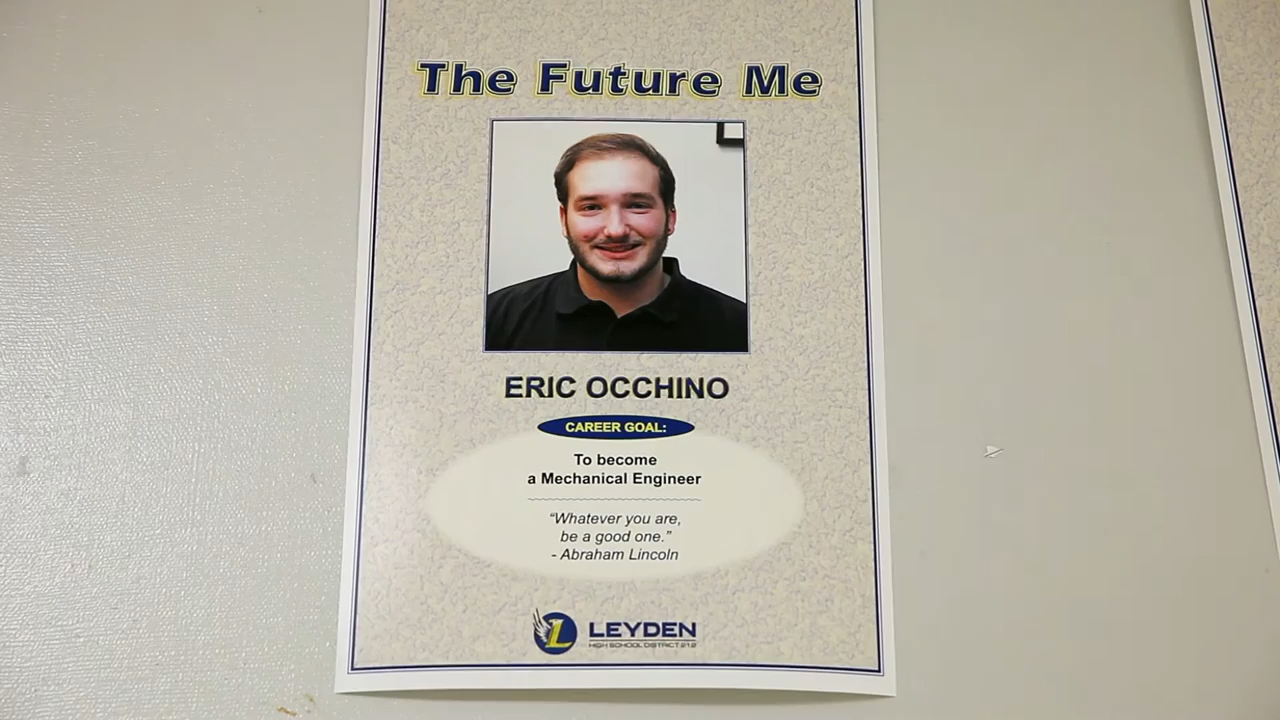 The Future Me
ERIC OCCHINO
CAREER GOAL:
To become
a Mechanical Engineer
“Whatever you are,
be a good one.”
- Abraham Lincoln
L
LEYDEN
HIGH SCHOOL DISTRICT 212